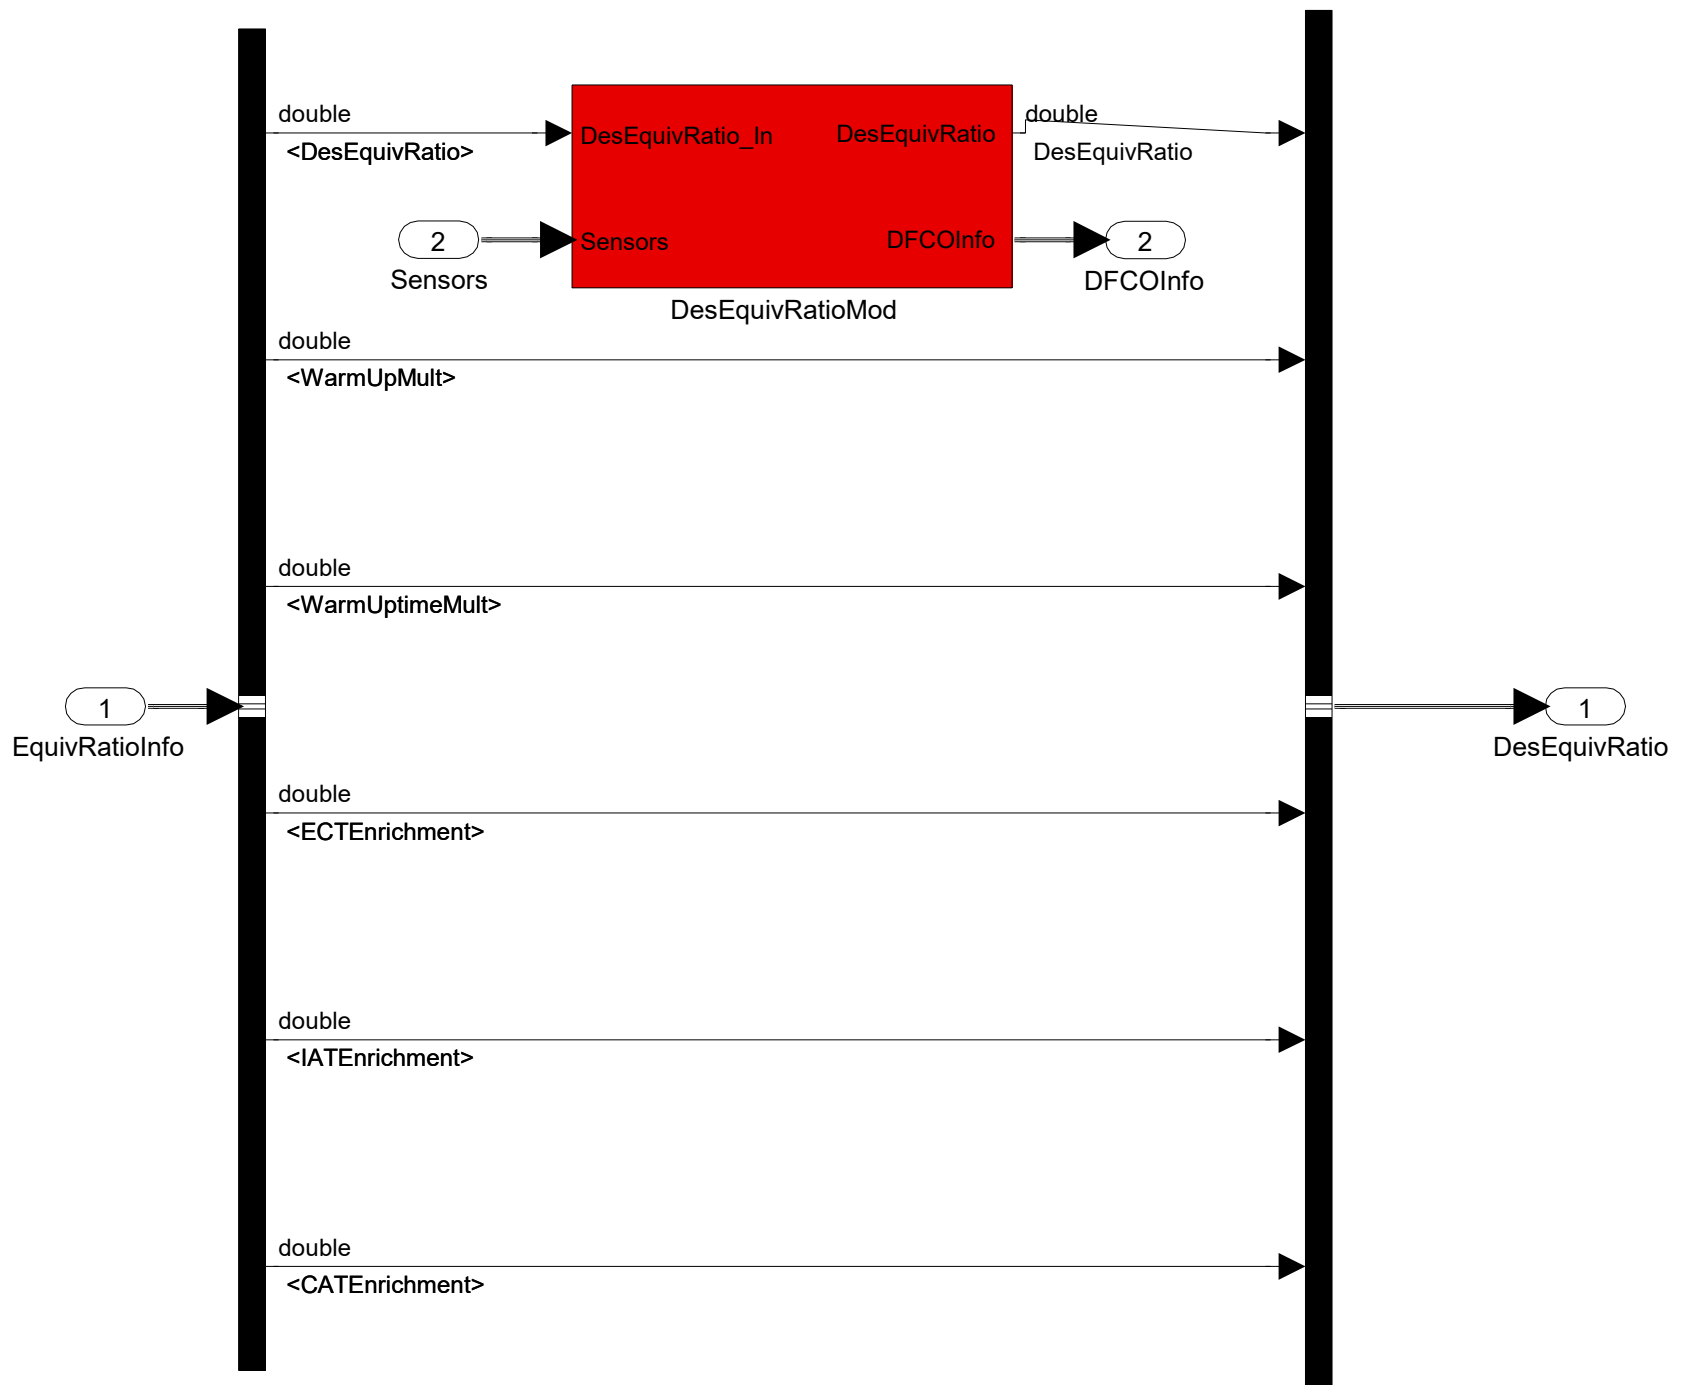 double
<DesEquivRatio>
DesEquivRatio_In
DesEquivRatio
double
DesEquivRatio
2
Sensors
Sensors
DFCOInfo
2
DFCOInfo
DesEquivRatioMod
double
<WarmUpMult>
double
<WarmUptimeMult>
1
EquivRatioInfo
1
DesEquivRatio
double
<ECTEnrichment>
double
<IATEnrichment>
double
<CATEnrichment>